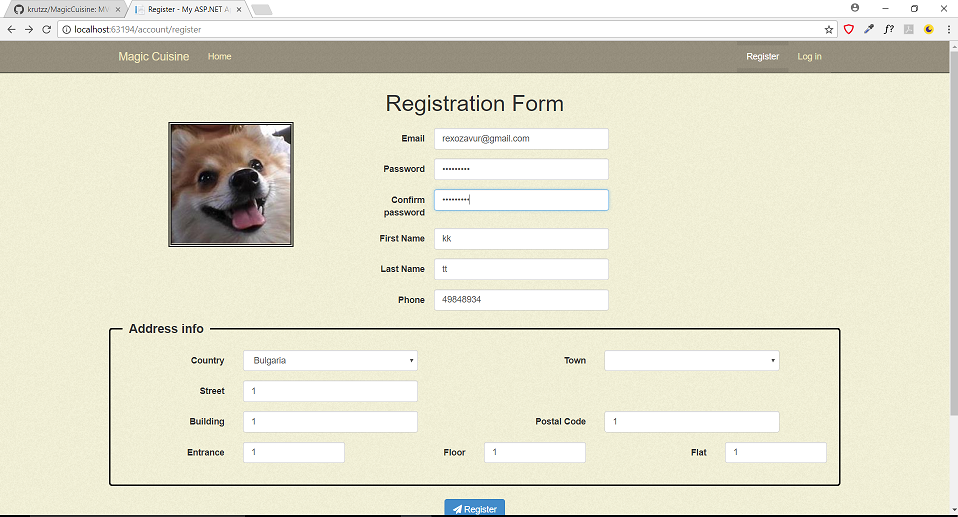 krutzz/MagicCuisine: MV
Register - My ASP.NET A
localhost:63194/account/register
Magic Cuisine Home Register Log in
Registration Form
Email rexozavur@gmail.com
Password •••••••••
Confirm password •••••••••
First Name kk
Last Name tt
Phone 49848934
Address info
Country Bulgaria Town
Street 1
Building 1 Postal Code 1
Entrance 1 Floor 1 Flat 1
Register